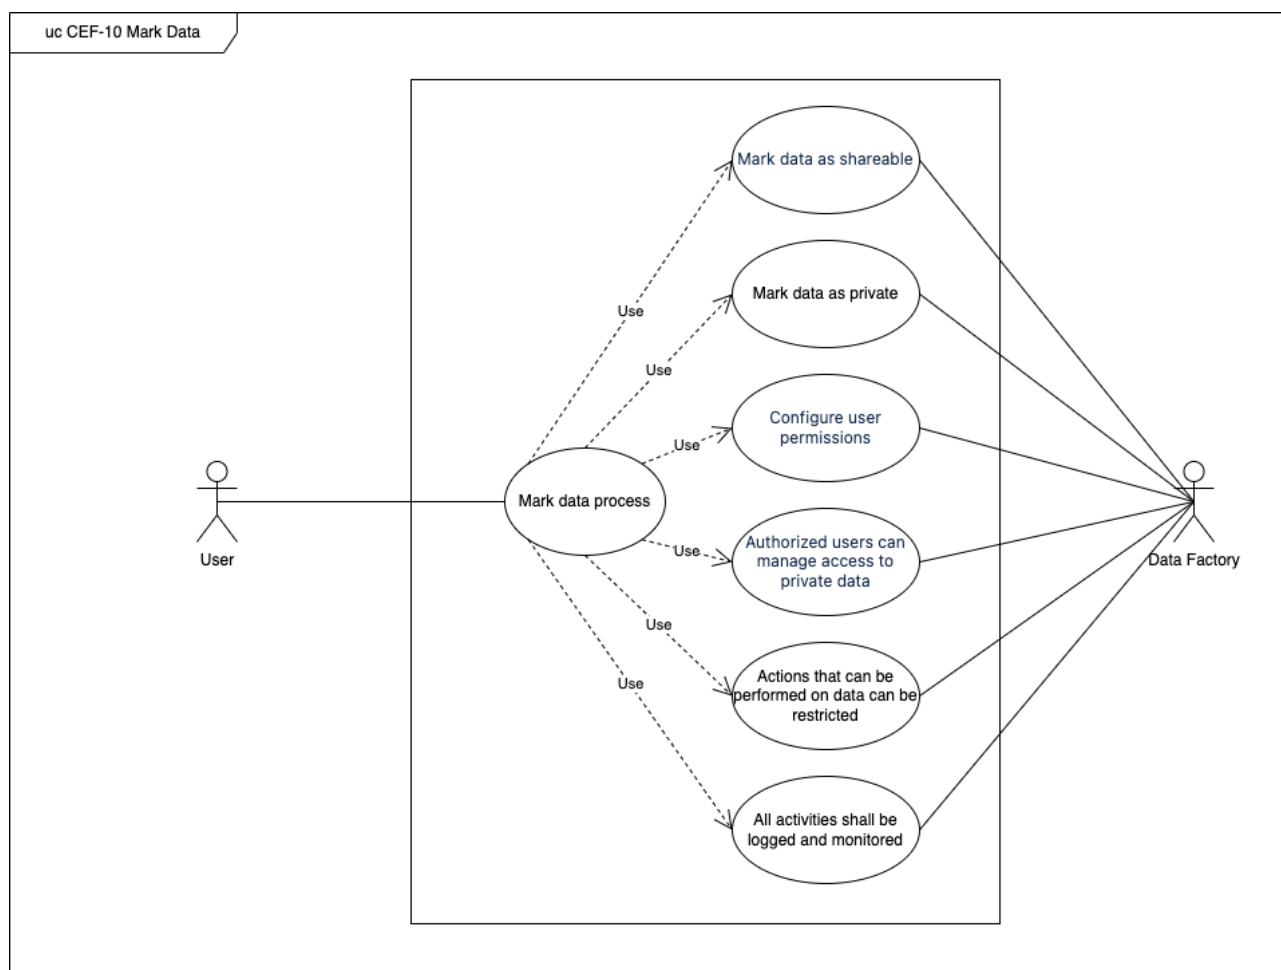 uc CEF-10 Mark Data
Mark data as shareable
Mark data as private
Use
Use
Configure user
permissions
Use
Mark data process
User
Authorized users can
manage access to
private data
Use
Data Factory
Use
Actions that can be
performed on data can be
restricted
Use
All activities shall be
logged and monitored